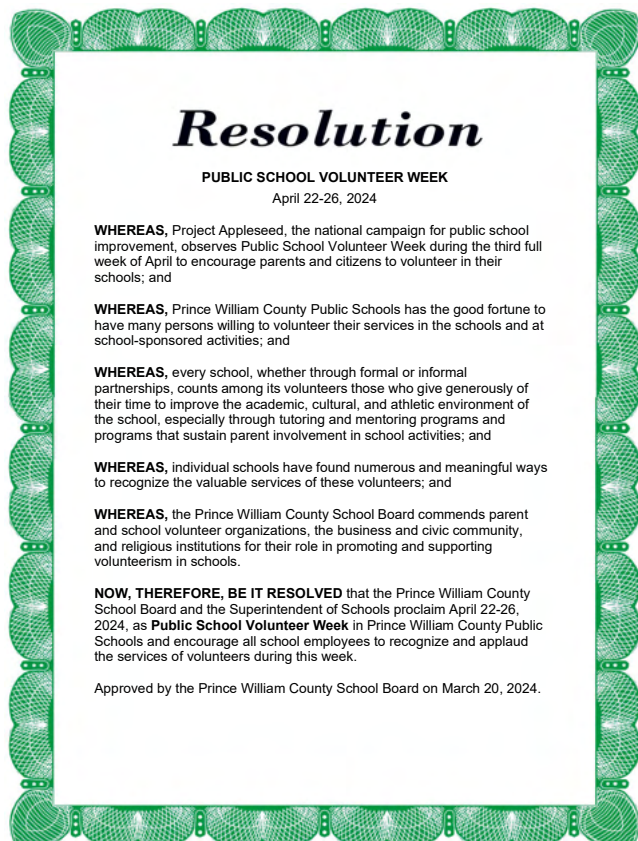 Resolution
PUBLIC SCHOOL VOLUNTEER WEEK
April 22-26, 2024
WHEREAS, Project Appleseed, the national campaign for public school
improvement, observes Public School Volunteer Week during the third full
week of April to encourage parents and citizens to volunteer in their
schools; and
WHEREAS, Prince William County Public Schools has the good fortune to
have many persons willing to volunteer their services in the schools and at
school-sponsored activities; and
WHEREAS, every school, whether through formal or informal
partnerships, counts among its volunteers those who give generously of
their time to improve the academic, cultural, and athletic environment of
the school, especially through tutoring and mentoring programs and
programs that sustain parent involvement in school activities; and
WHEREAS, individual schools have found numerous and meaningful ways
to recognize the valuable services of these volunteers; and
WHEREAS, the Prince William County School Board commends parent
and school volunteer organizations, the business and civic community,
and religious institutions for their role in promoting and supporting
volunteerism in schools.
NOW, THEREFORE, BE IT RESOLVED that the Prince William County
School Board and the Superintendent of Schools proclaim April 22-26,
2024, as Public School Volunteer Week in Prince William County Public
Schools and encourage all school employees to recognize and applaud
the services of volunteers during this week.
Approved by the Prince William County School Board on March 20, 2024.